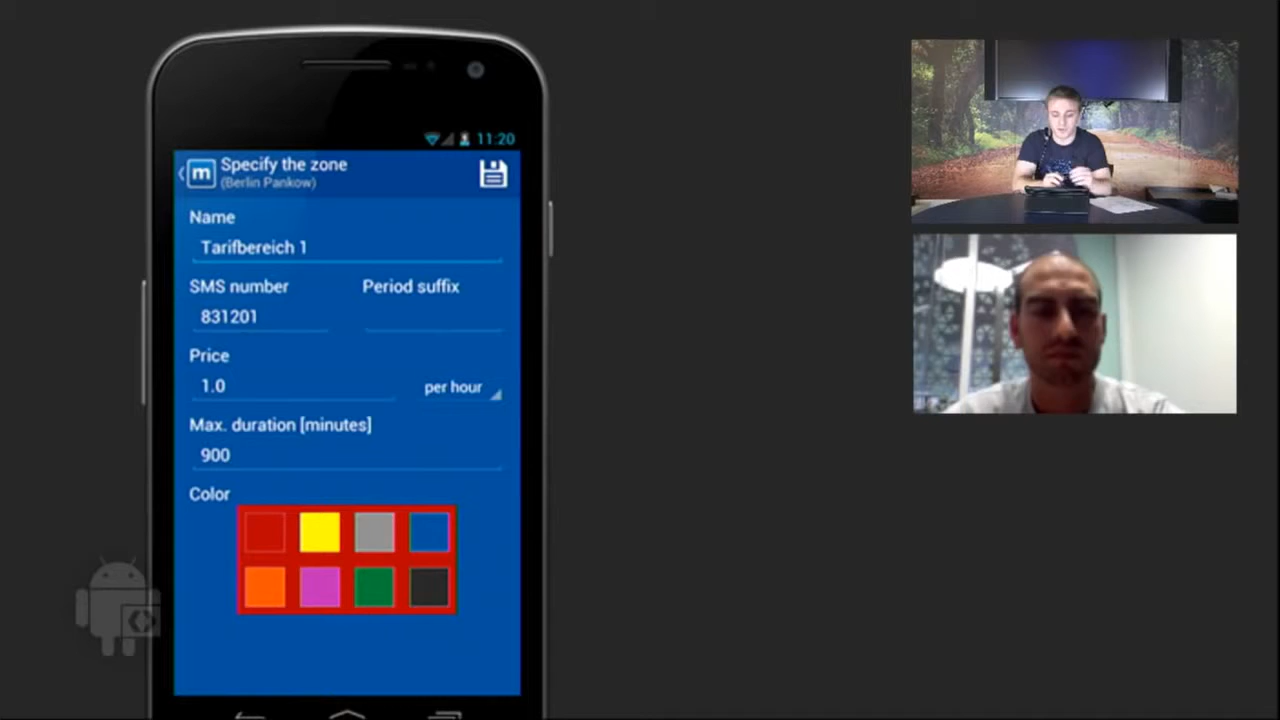 11:20
m
Specify the zone
(Berlin Pankow)
Name
Tarifbereich 1
SMS number
Period suffix
831201
Price
1.0
per hour
Max. duration [minutes]
900
Color